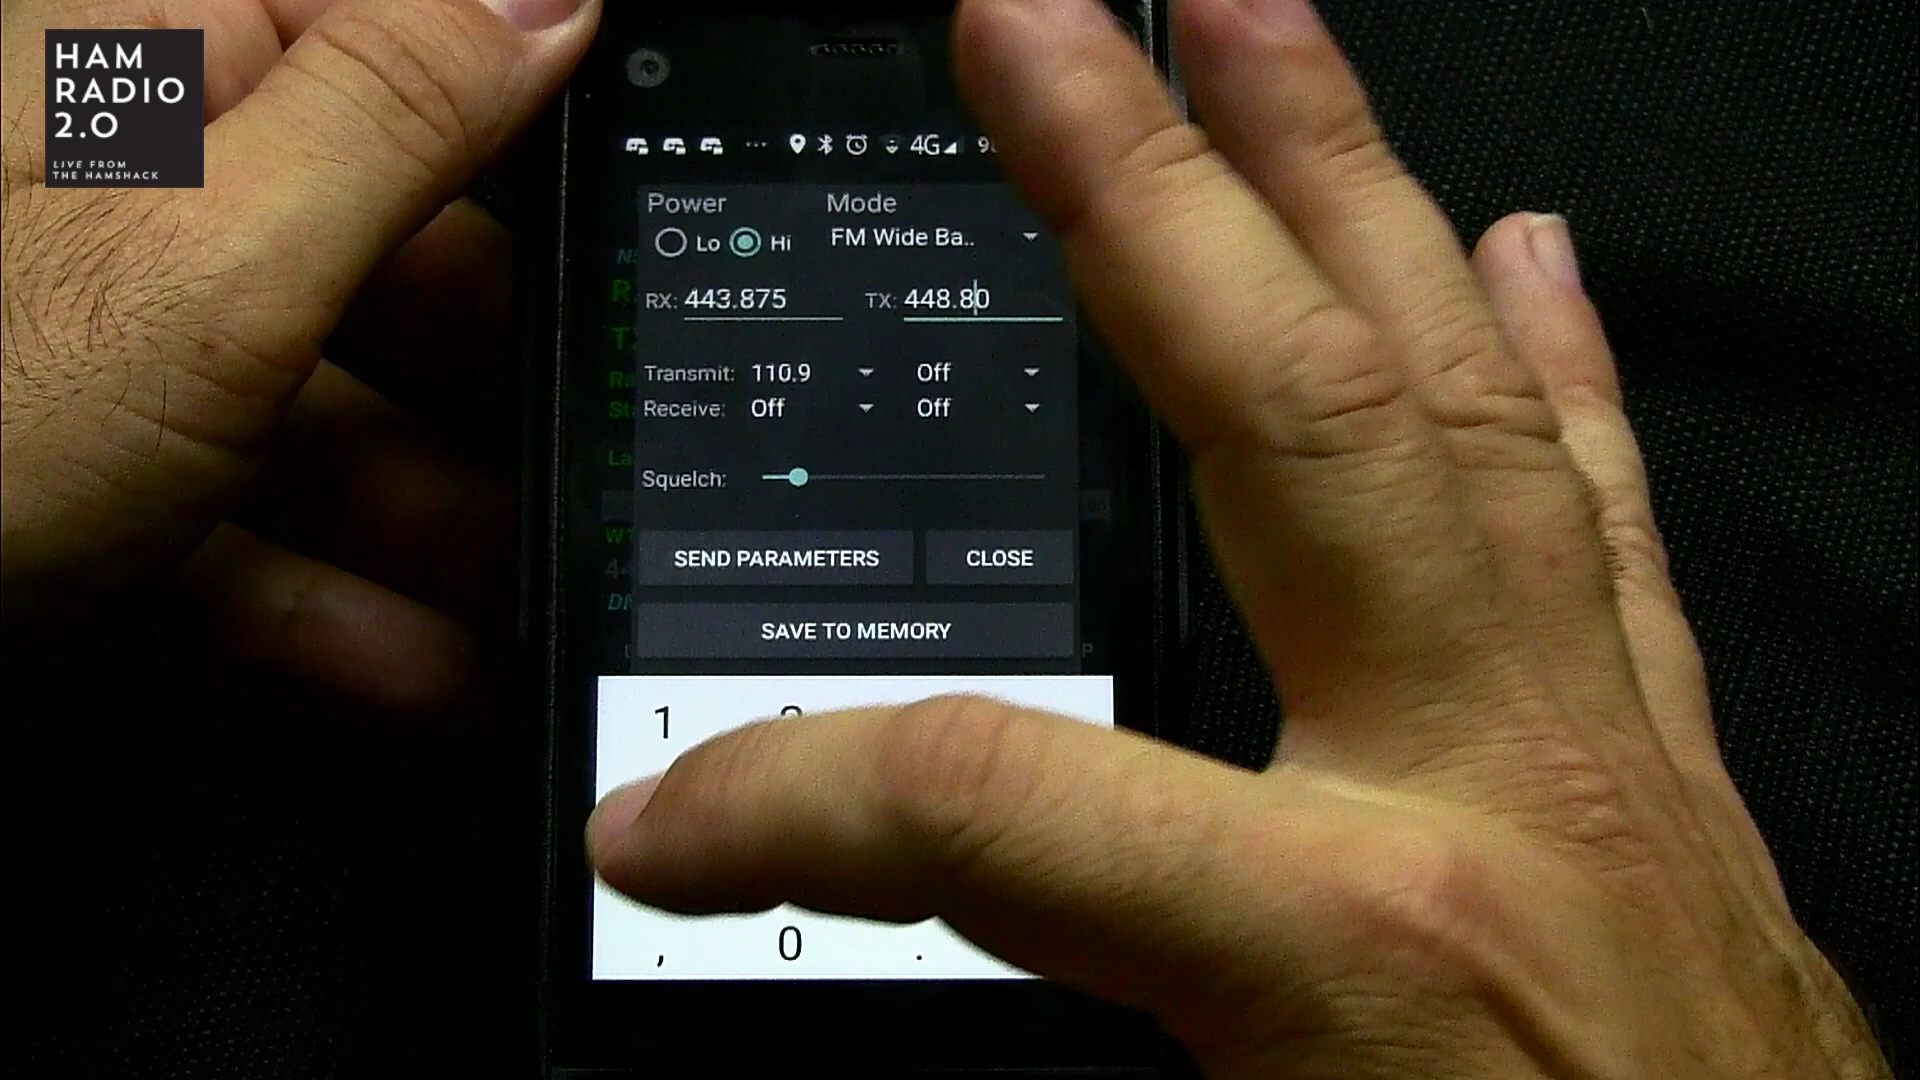 HAM
RADIO
2.0
LIVE FROM
THE HAMSHACK
4G
Power Mode
Lo Hi FM Wide Ba..
RX: 443.875 TX: 448.80
Transmit: 110.9 Off
Receive: Off Off
Squelch:
SEND PARAMETERS CLOSE
SAVE TO MEMORY
1
, 0 .